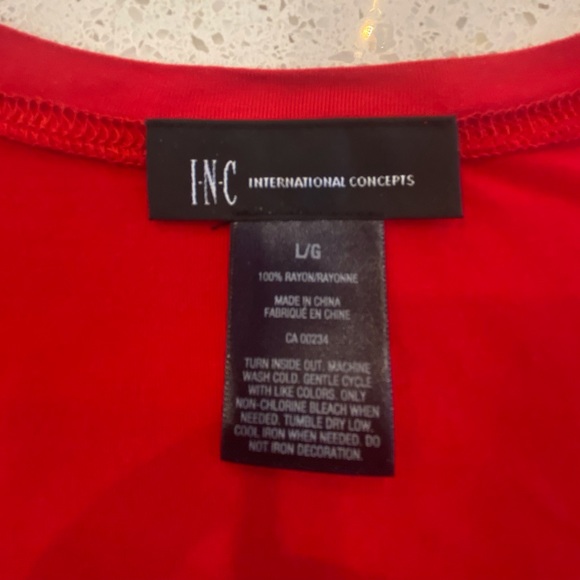 I·N·C INTERNATIONAL CONCEPTS
L/G
100% RAYON/RAYONNE
MADE IN CHINA
FABRIQUÉ EN CHINE
CA 00234
TURN INSIDE OUT. MACHINE
WASH COLD. GENTLE CYCLE
WITH LIKE COLORS. ONLY
NON-CHLORINE BLEACH WHEN
NEEDED. TUMBLE DRY LOW.
COOL IRON WHEN NEEDED. DO
NOT IRON DECORATION.